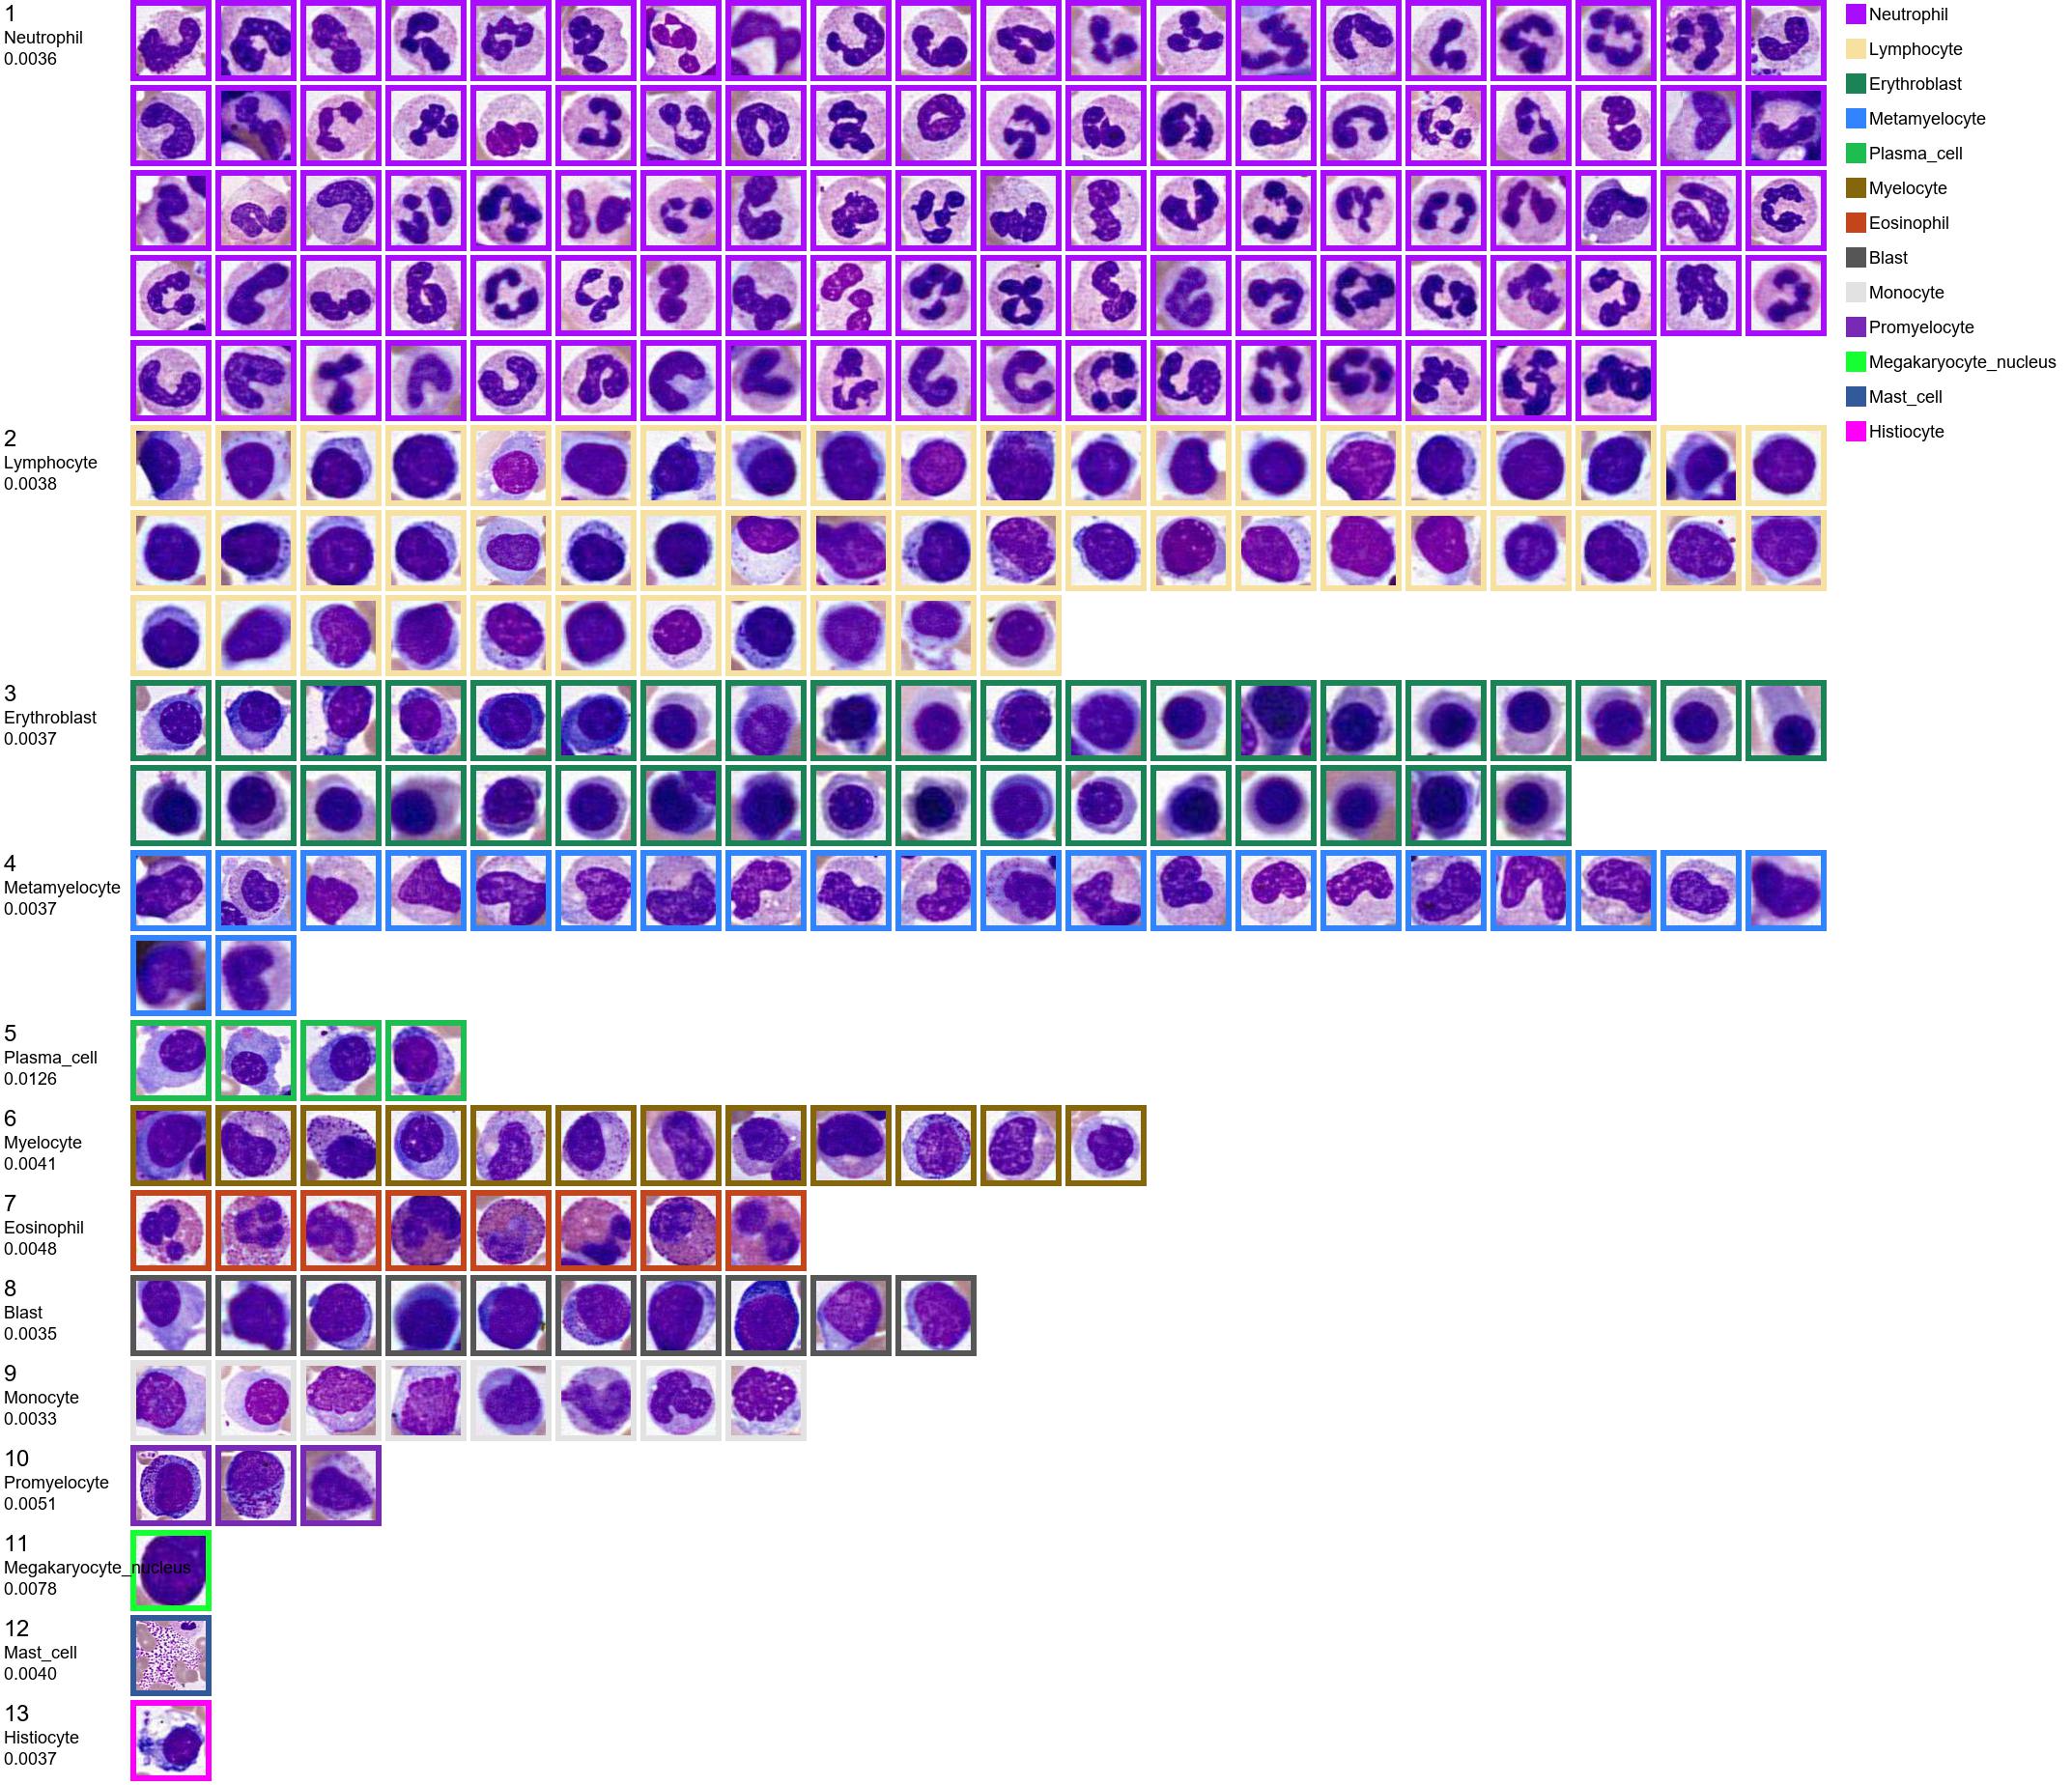 1
Neutrophil
0.0036
2
Lymphocyte
0.0038
3
Erythroblast
0.0037
4
Metamyelocyte
0.0037
5
Plasma_cell
0.0126
6
Myelocyte
0.0041
7
Eosinophil
0.0048
8
Blast
0.0035
9
Monocyte
0.0033
10
Promyelocyte
0.0051
11
Megakaryocyte_nucleus
0.0078
12
Mast_cell
0.0040
13
Histiocyte
0.0037
Neutrophil
Lymphocyte
Erythroblast
Metamyelocyte
Plasma_cell
Myelocyte
Eosinophil
Blast
Monocyte
Promyelocyte
Megakaryocyte_nucleus
Mast_cell
Histiocyte